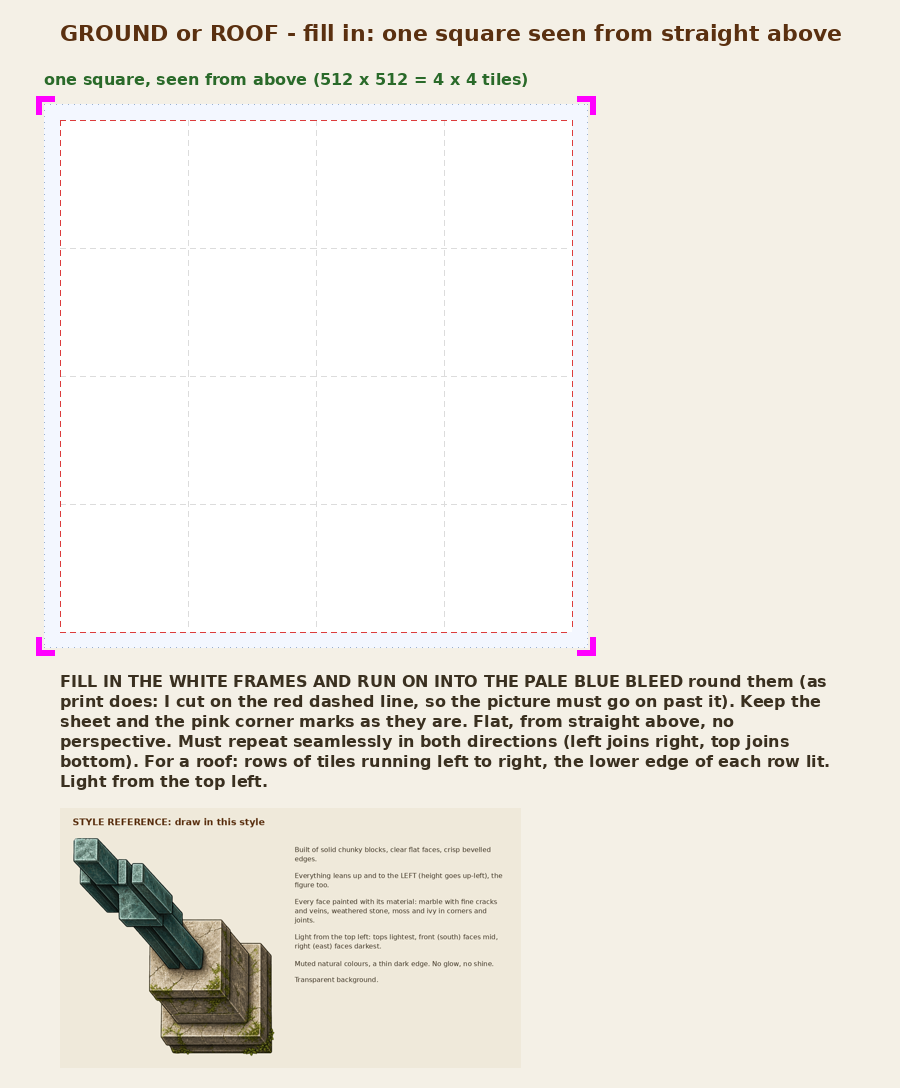 GROUND or ROOF - fill in: one square seen from straight above
one square, seen from above (512 x 512 = 4 x 4 tiles)
FILL IN THE WHITE FRAMES AND RUN ON INTO THE PALE BLUE BLEED round them (as
print does: I cut on the red dashed line, so the picture must go on past it). Keep the
sheet and the pink corner marks as they are. Flat, from straight above, no
perspective. Must repeat seamlessly in both directions (left joins right, top joins
bottom). For a roof: rows of tiles running left to right, the lower edge of each row lit.
Light from the top left.
STYLE REFERENCE: draw in this style
Built of solid chunky blocks, clear flat faces, crisp bevelled
edges.
Everything leans up and to the LEFT (height goes up-left), the
figure too.
Every face painted with its material: marble with fine cracks
and veins, weathered stone, moss and ivy in corners and
joints.
Light from the top left: tops lightest, front (south) faces mid,
right (east) faces darkest.
Muted natural colours, a thin dark edge. No glow, no shine.
Transparent background.